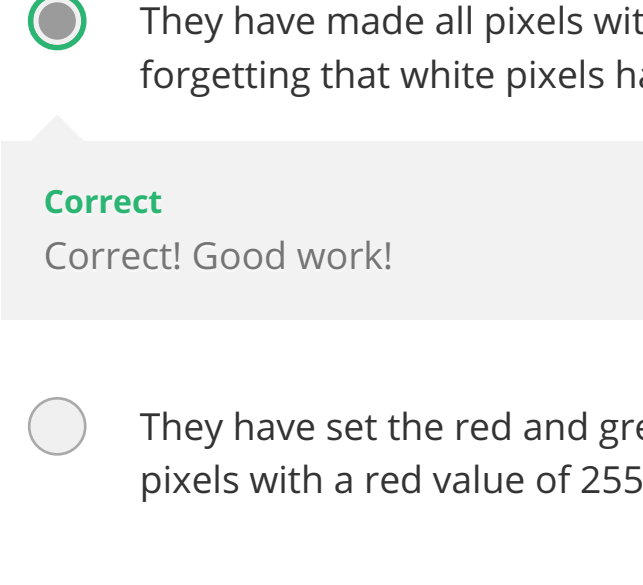 They have made all pixels wit
forgetting that white pixels ha
Correct
Correct! Good work!
They have set the red and gre
pixels with a red value of 255